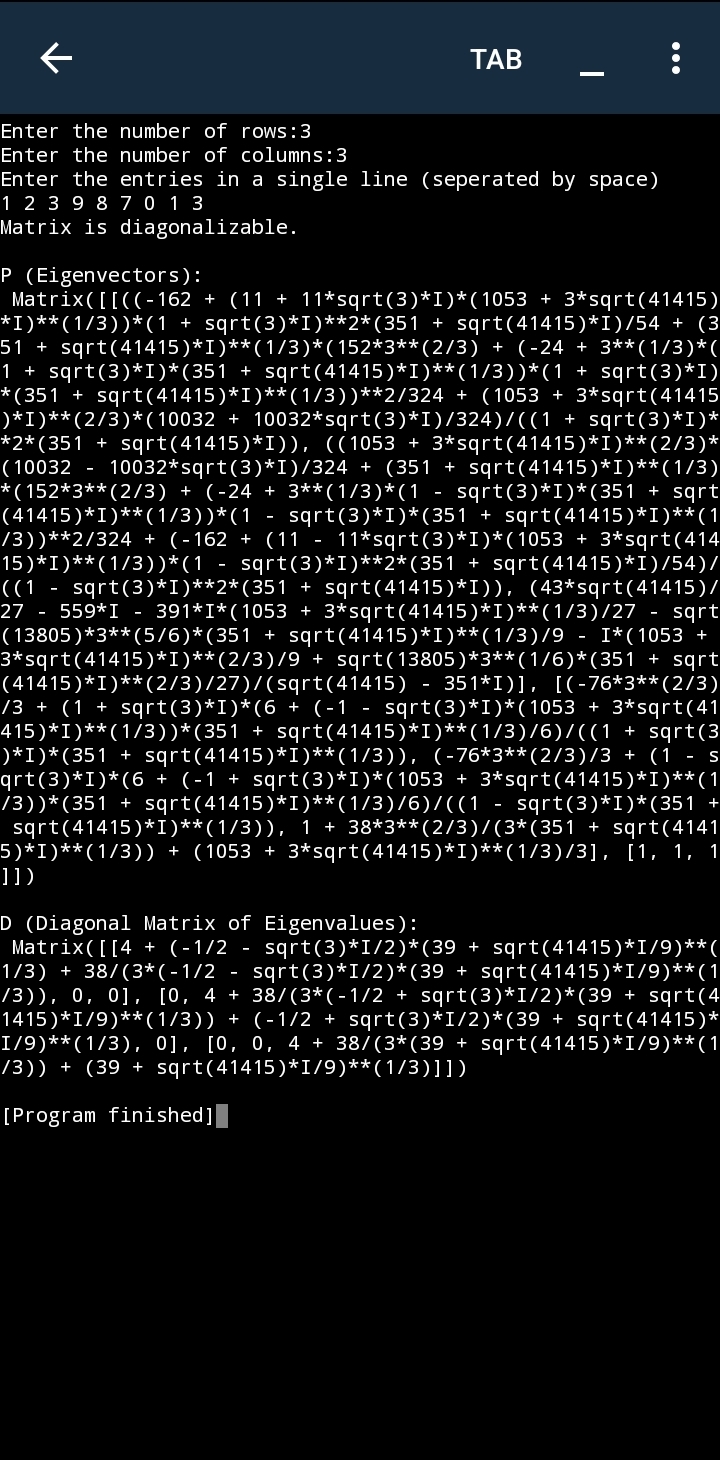 TAB
Enter the number of rows:3
Enter the number of columns:3
Enter the entries in a single line (seperated by space)
1 2 3 9 8 7 0 1 3
Matrix is diagonalizable.
P (Eigenvectors):
 Matrix([[((-162 + (11 + 11*sqrt(3)*I)*(1053 + 3*sqrt(41415)
*I)**(1/3))*(1 + sqrt(3)*I)**2*(351 + sqrt(41415)*I)/54 + (3
51 + sqrt(41415)*I)**(1/3)*(152*3**(2/3) + (-24 + 3**(1/3)*(
1 + sqrt(3)*I)*(351 + sqrt(41415)*I)**(1/3))*(1 + sqrt(3)*I)
*(351 + sqrt(41415)*I)**(1/3))**2/324 + (1053 + 3*sqrt(41415
)*I)**(2/3)*(10032 + 10032*sqrt(3)*I)/324)/((1 + sqrt(3)*I)*
*2*(351 + sqrt(41415)*I)), ((1053 + 3*sqrt(41415)*I)**(2/3)*
(10032 - 10032*sqrt(3)*I)/324 + (351 + sqrt(41415)*I)**(1/3)
*(152*3**(2/3) + (-24 + 3**(1/3)*(1 - sqrt(3)*I)*(351 + sqrt
(41415)*I)**(1/3))*(1 - sqrt(3)*I)*(351 + sqrt(41415)*I)**(1
/3))**2/324 + (-162 + (11 - 11*sqrt(3)*I)*(1053 + 3*sqrt(414
15)*I)**(1/3))*(1 - sqrt(3)*I)**2*(351 + sqrt(41415)*I)/54)/
((1 - sqrt(3)*I)**2*(351 + sqrt(41415)*I)), (43*sqrt(41415)/
27 - 559*I - 391*I*(1053 + 3*sqrt(41415)*I)**(1/3)/27 - sqrt
(13805)*3**(5/6)*(351 + sqrt(41415)*I)**(1/3)/9 - I*(1053 +
3*sqrt(41415)*I)**(2/3)/9 + sqrt(13805)*3**(1/6)*(351 + sqrt
(41415)*I)**(2/3)/27)/(sqrt(41415) - 351*I)], [(-76*3**(2/3)
/3 + (1 + sqrt(3)*I)*(6 + (-1 - sqrt(3)*I)*(1053 + 3*sqrt(41
415)*I)**(1/3))*(351 + sqrt(41415)*I)**(1/3)/6)/((1 + sqrt(3
)*I)*(351 + sqrt(41415)*I)**(1/3)), (-76*3**(2/3)/3 + (1 - s
qrt(3)*I)*(6 + (-1 + sqrt(3)*I)*(1053 + 3*sqrt(41415)*I)**(1
/3))*(351 + sqrt(41415)*I)**(1/3)/6)/((1 - sqrt(3)*I)*(351 +
 sqrt(41415)*I)**(1/3)), 1 + 38*3**(2/3)/(3*(351 + sqrt(4141
5)*I)**(1/3)) + (1053 + 3*sqrt(41415)*I)**(1/3)/3], [1, 1, 1
]])
D (Diagonal Matrix of Eigenvalues):
 Matrix([[4 + (-1/2 - sqrt(3)*I/2)*(39 + sqrt(41415)*I/9)**(
1/3) + 38/(3*(-1/2 - sqrt(3)*I/2)*(39 + sqrt(41415)*I/9)**(1
/3)), 0, 0], [0, 4 + 38/(3*(-1/2 + sqrt(3)*I/2)*(39 + sqrt(4
1415)*I/9)**(1/3)) + (-1/2 + sqrt(3)*I/2)*(39 + sqrt(41415)*
I/9)**(1/3), 0], [0, 0, 4 + 38/(3*(39 + sqrt(41415)*I/9)**(1
/3)) + (39 + sqrt(41415)*I/9)**(1/3)]])
[Program finished]